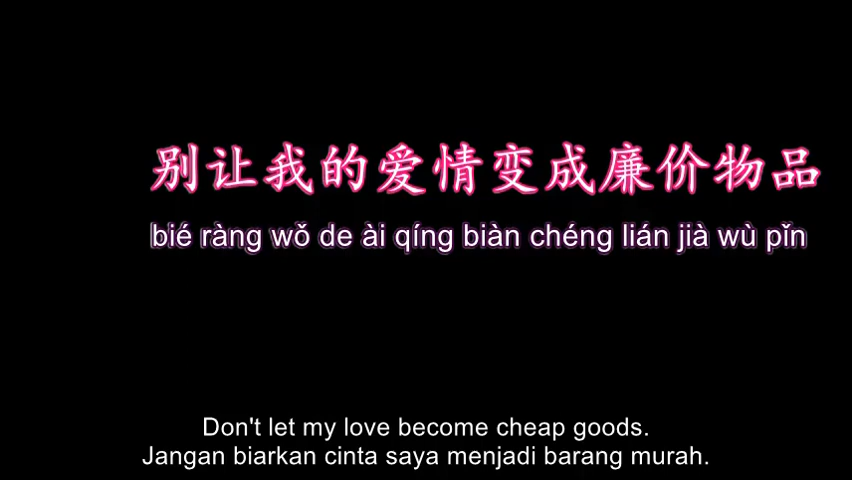 别让我的爱情变成廉价物品
bié ràng wǒ de ài qíng biàn chéng lián jià wù pǐn
Don't let my love become cheap goods.
Jangan biarkan cinta saya menjadi barang murah.